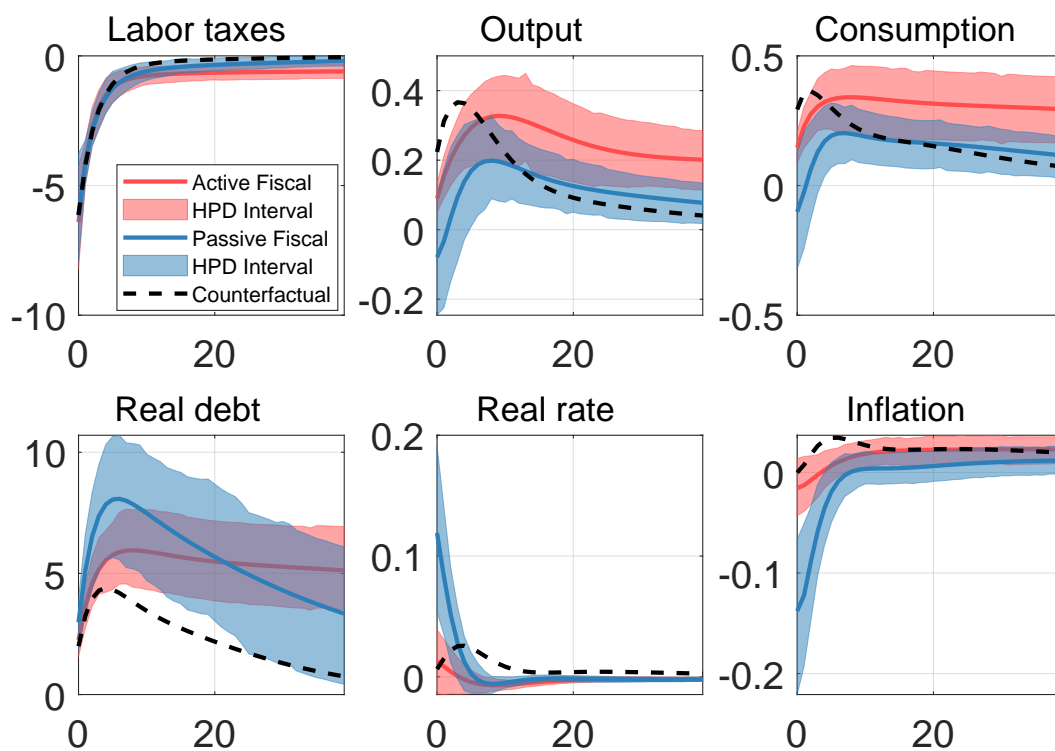 Labor taxes
0
-5
-10
0
20
Active Fiscal
HPD Interval
Passive Fiscal
HPD Interval
Counterfactual
Output
0.4
0.2
0
-0.2
0
20
Consumption
0.5
0
-0.5
0
20
Real debt
10
5
0
0
20
Real rate
0.2
0.1
0
0
20
Inflation
0
-0.1
-0.2
0
20